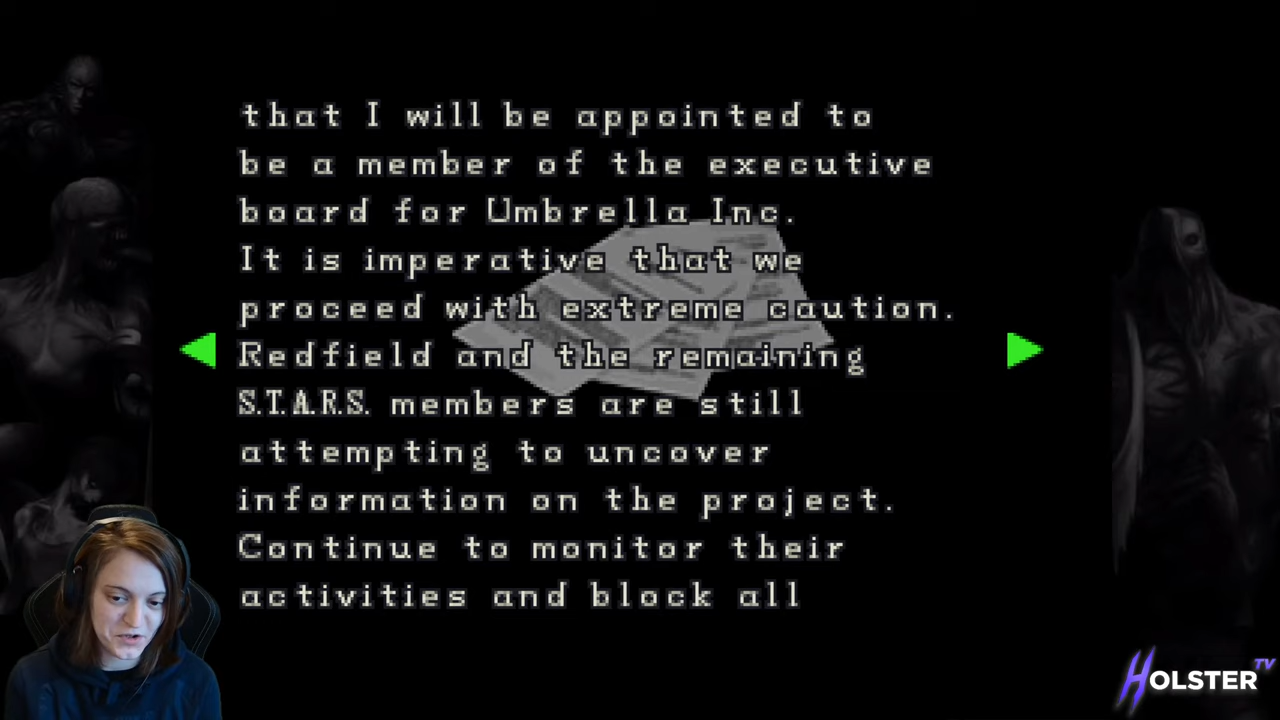 that I will be appointed to
be a member of the executive
board for Umbrella Inc.
It is imperative that we
proceed with extreme caution.
Redfield and the remaining
S.T.A.R.S. members are still
attempting to uncover
information on the project.
Continue to monitor their
activities and block all
HOLSTER TV